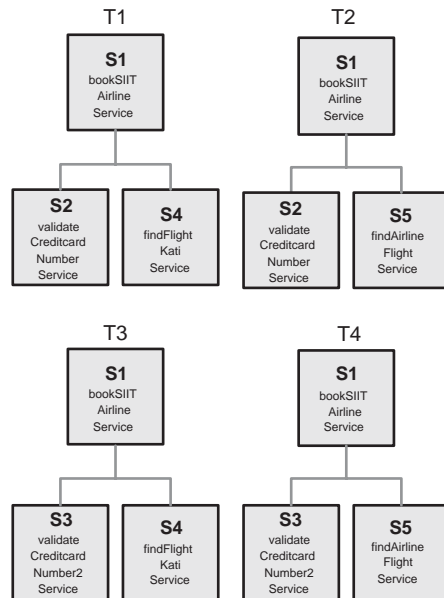 T1
S1
bookSIIT
Airline
Service
S2
validate
Creditcard
Number
Service
S4
findFlight
Kati
Service
T2
S1
bookSIIT
Airline
Service
S2
validate
Creditcard
Number
Service
S5
findAirline
Flight
Service
T3
S1
bookSIIT
Airline
Service
S3
validate
Creditcard
Number2
Service
S4
findFlight
Kati
Service
T4
S1
bookSIIT
Airline
Service
S3
validate
Creditcard
Number2
Service
S5
findAirline
Flight
Service